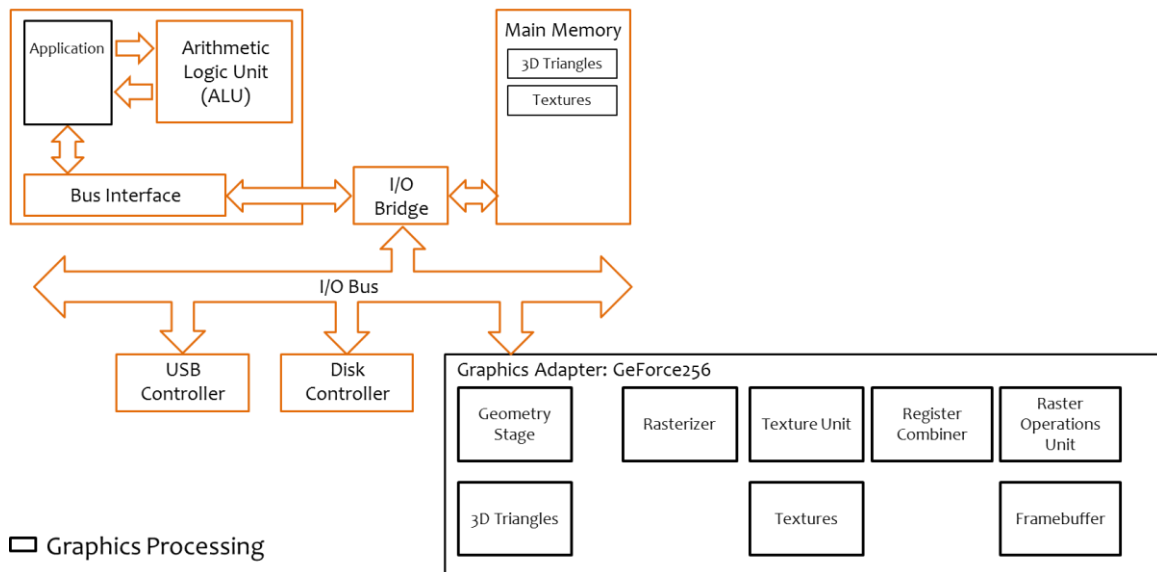 Application
Arithmetic
Logic Unit
(ALU)
Bus Interface
I/O
Bridge
Main Memory
3D Triangles
Textures
I/O Bus
USB
Controller
Disk
Controller
Graphics Adapter: GeForce256
Geometry
Stage
Rasterizer
Texture Unit
Register
Combiner
Raster
Operations
Unit
3D Triangles
Textures
Framebuffer
Graphics Processing